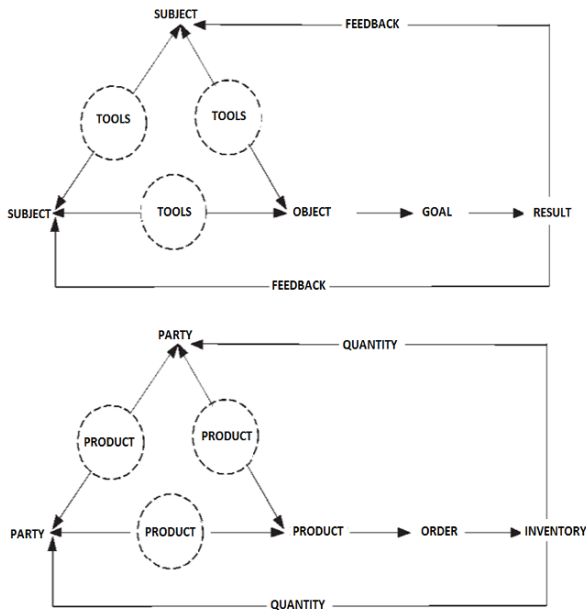 SUBJECT
FEEDBACK
TOOLS
TOOLS
SUBJECT
TOOLS
OBJECT
GOAL
RESULT
FEEDBACK
PARTY
QUANTITY
PRODUCT
PRODUCT
PARTY
PRODUCT
PRODUCT
ORDER
INVENTORY
QUANTITY